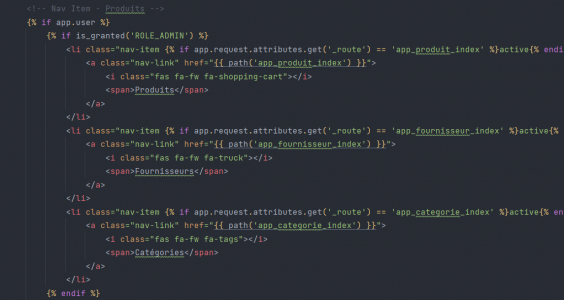 <!-- Nav Item - Produits -->
{% if app.user %}
{% if is_granted('ROLE_ADMIN') %}
<li class="nav-item {% if app.request.attributes.get('_route') == 'app_produit_index' %}active{% endi
<a class="nav-link" href="{{ path('app_produit_index') }}">
<i class="fas fa-fw fa-shopping-cart"></i>
<span>Produits</span>
</a>
</li>
<li class="nav-item {% if app.request.attributes.get('_route') == 'app_fournisseur_index' %}active{%
<a class="nav-link" href="{{ path('app_fournisseur_index') }}">
<i class="fas fa-fw fa-truck"></i>
<span>Fournisseurs</span>
</a>
</li>
<li class="nav-item {% if app.request.attributes.get('_route') == 'app_categorie_index' %}active{% en
<a class="nav-link" href="{{ path('app_categorie_index') }}">
<i class="fas fa-fw fa-tags"></i>
<span>Catégories</span>
</a>
</li>
{% endif %}